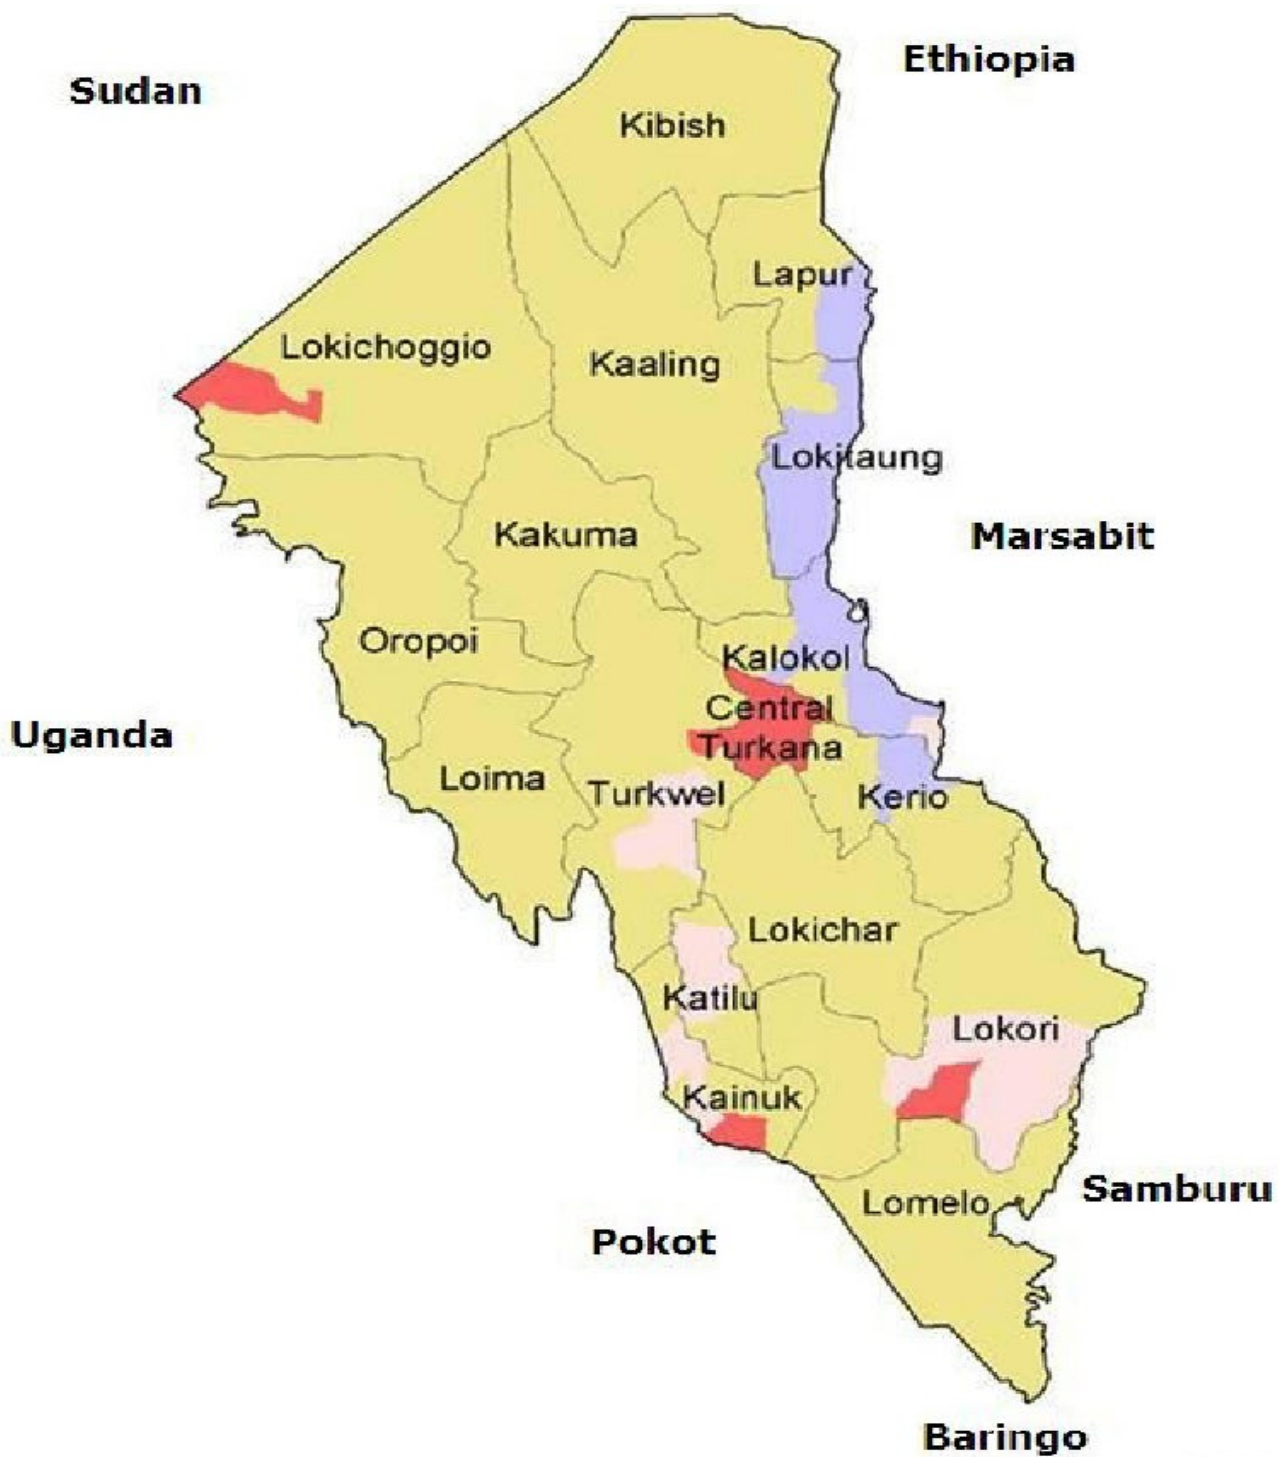 Ethiopia
Sudan
Kibish
Lapur
Lokichoggio
Kaaling
Lokitaung
Kakuma
Marsabit
Oropoi
Kalokol
Central
Turkana
Uganda
Loima
Turkwel
Kerio
Lokichar
Katilu
Lokori
Kainuk
Samburu
Lomelo
Pokot
Baringo